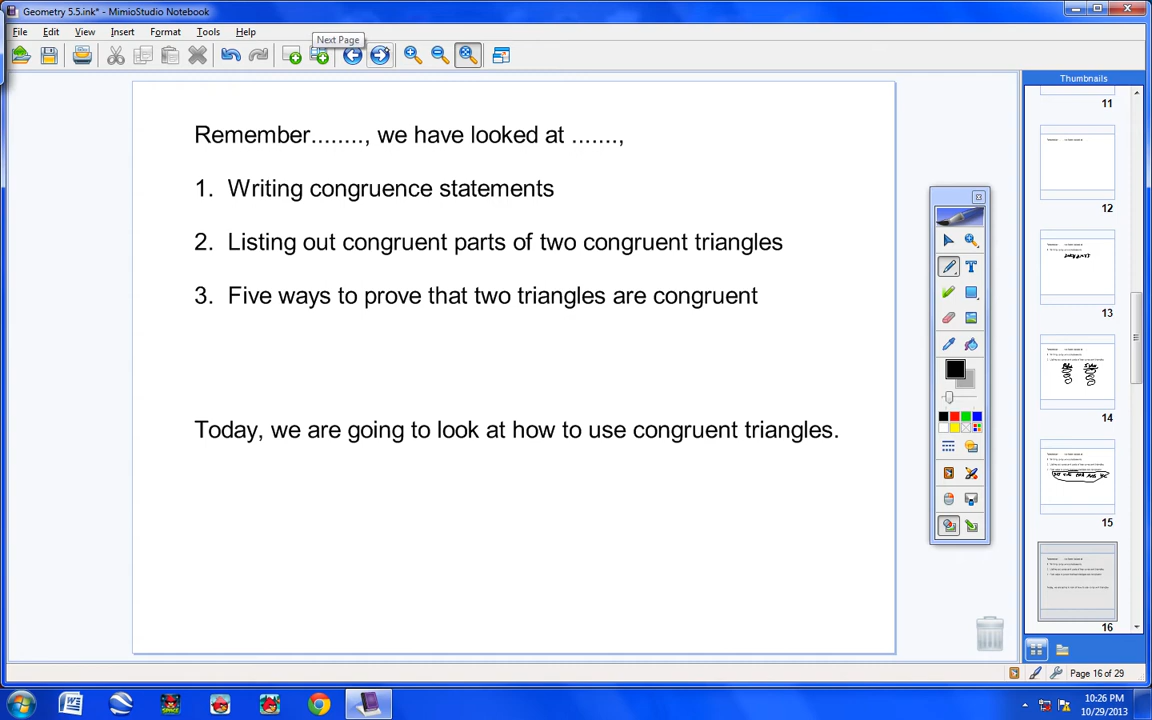 Geometry 5.5.ink* - MimioStudio Notebook
File Edit View Insert Format Tools Help
Next Page
Thumbnails
Remember........, we have looked at .......,
1. Writing congruence statements
2. Listing out congruent parts of two congruent triangles
3. Five ways to prove that two triangles are congruent
Today, we are going to look at how to use congruent triangles.
11
12
13
14
15
16
Page 16 of 29
10:26 PM
10/29/2013